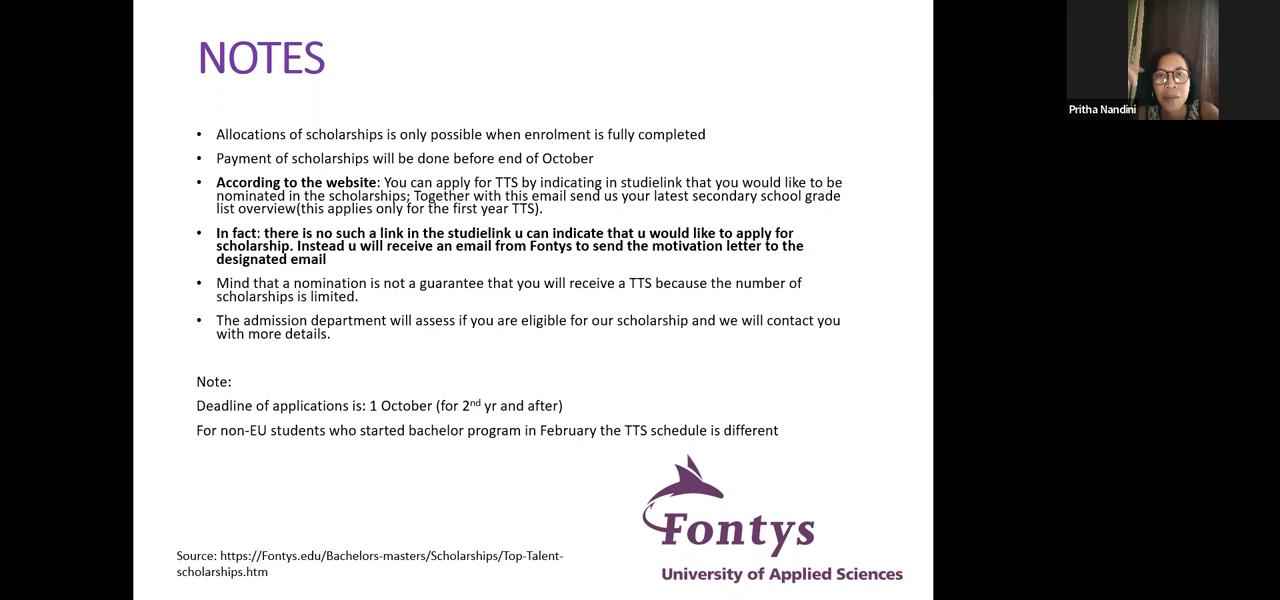 NOTES
Pritha Nandini
• Allocations of scholarships is only possible when enrolment is fully completed
• Payment of scholarships will be done before end of October
• According to the website: You can apply for TTS by indicating in studielink that you would like to be
nominated in the scholarships; Together with this email send us your latest secondary school grade
list overview(this applies only for the first year TTS).
• In fact: there is no such a link in the studielink u can indicate that u would like to apply for
scholarship. Instead u will receive an email from Fontys to send the motivation letter to the
designated email
• Mind that a nomination is not a guarantee that you will receive a TTS because the number of
scholarships is limited.
• The admission department will assess if you are eligible for our scholarship and we will contact you
with more details.
Note:
Deadline of applications is: 1 October (for 2nd yr and after)
For non-EU students who started bachelor program in February the TTS schedule is different
Fontys
University of Applied Sciences
Source: https://Fontys.edu/Bachelors-masters/Scholarships/Top-Talent-
scholarships.htm